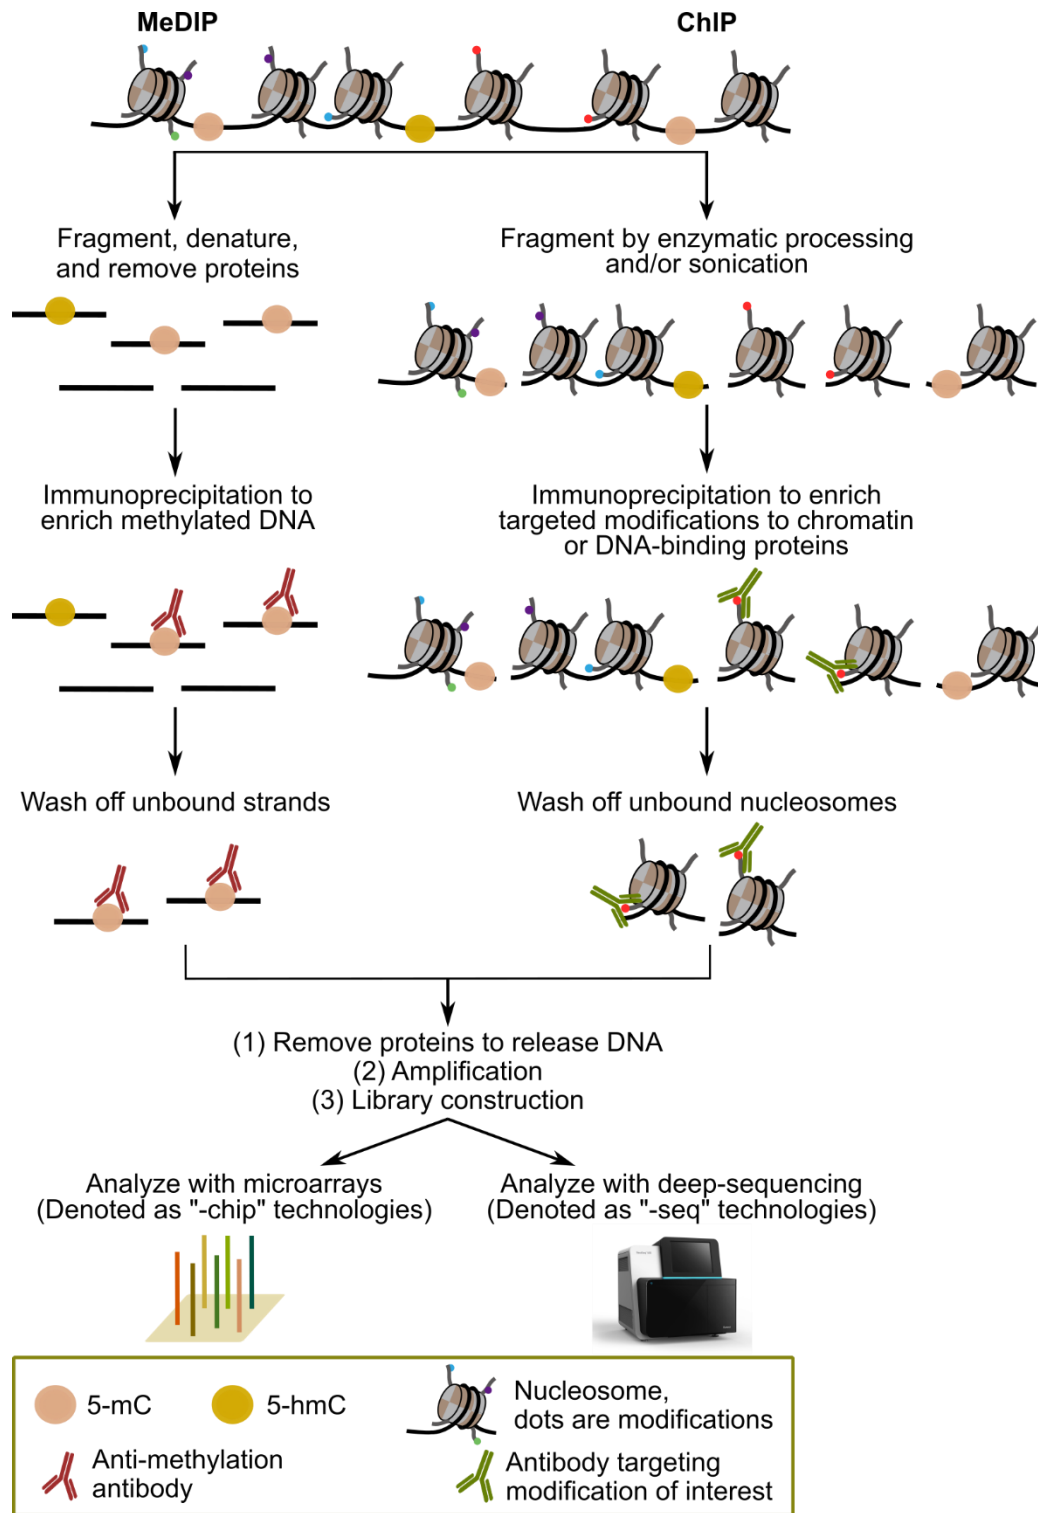 MeDIP
ChIP
Fragment, denature,
and remove proteins
Fragment by enzymatic processing
and/or sonication
Immunoprecipitation to
enrich methylated DNA
Immunoprecipitation to enrich
targeted modifications to chromatin
or DNA-binding proteins
Wash off unbound strands
Wash off unbound nucleosomes
(1) Remove proteins to release DNA
(2) Amplification
(3) Library construction
Analyze with microarrays
(Denoted as "-chip" technologies)
Analyze with deep-sequencing
(Denoted as "-seq" technologies)
5-mC
5-hmC
Nucleosome,
dots are modifications
Anti-methylation
antibody
Antibody targeting
modification of interest